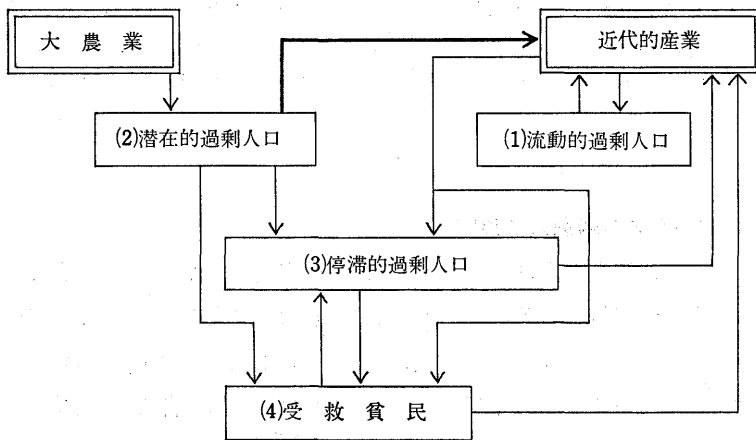 大農業
近代的産業
(2)潜在的過剰人口
(1)流動的過剰人口
(3)停滞的過剰人口
(4)受救貧民